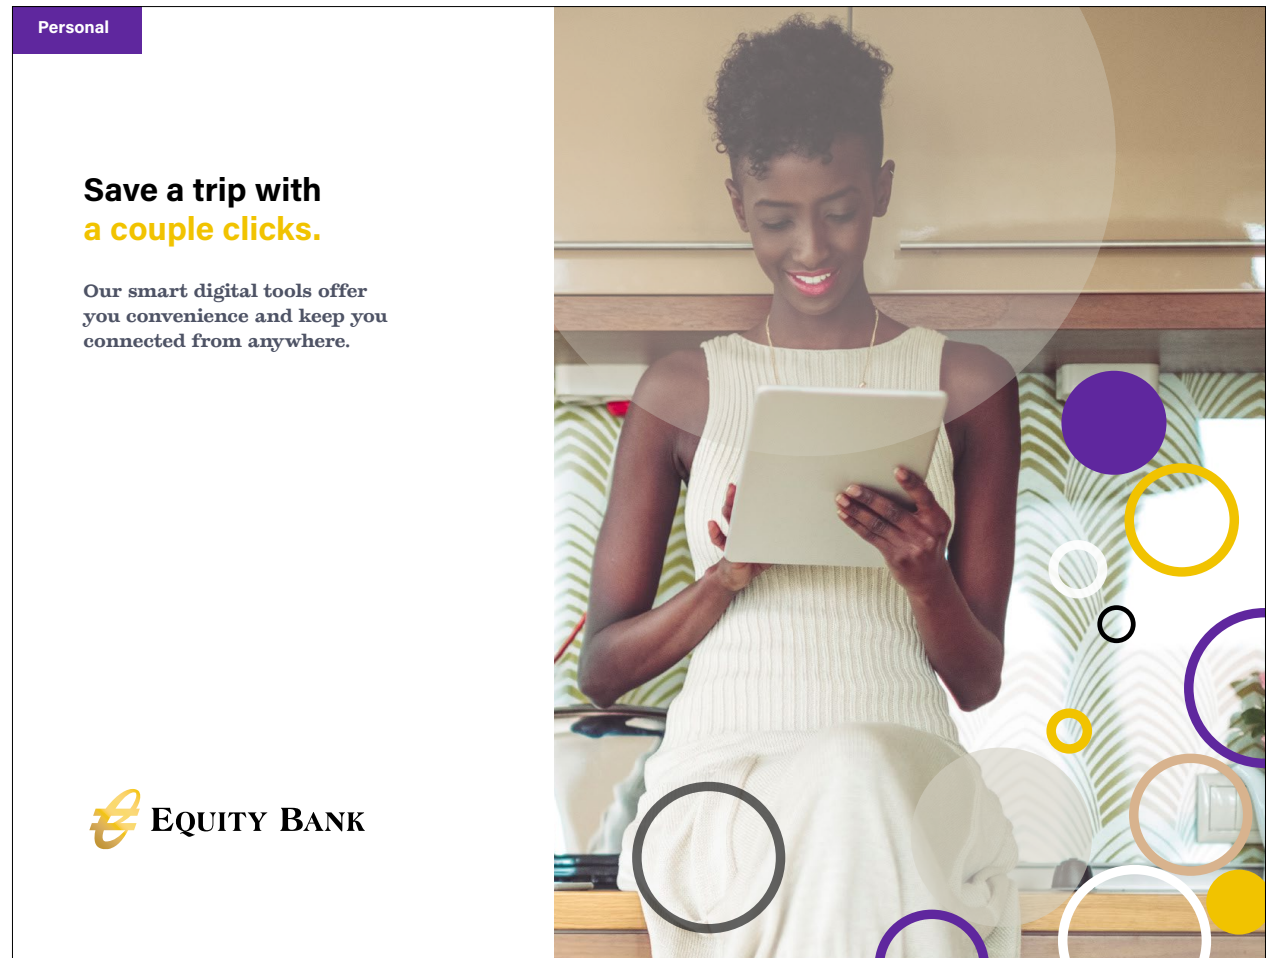 Personal
Save a trip with
a couple clicks.
Our smart digital tools offer
you convenience and keep you
connected from anywhere.
EQUITY BANK